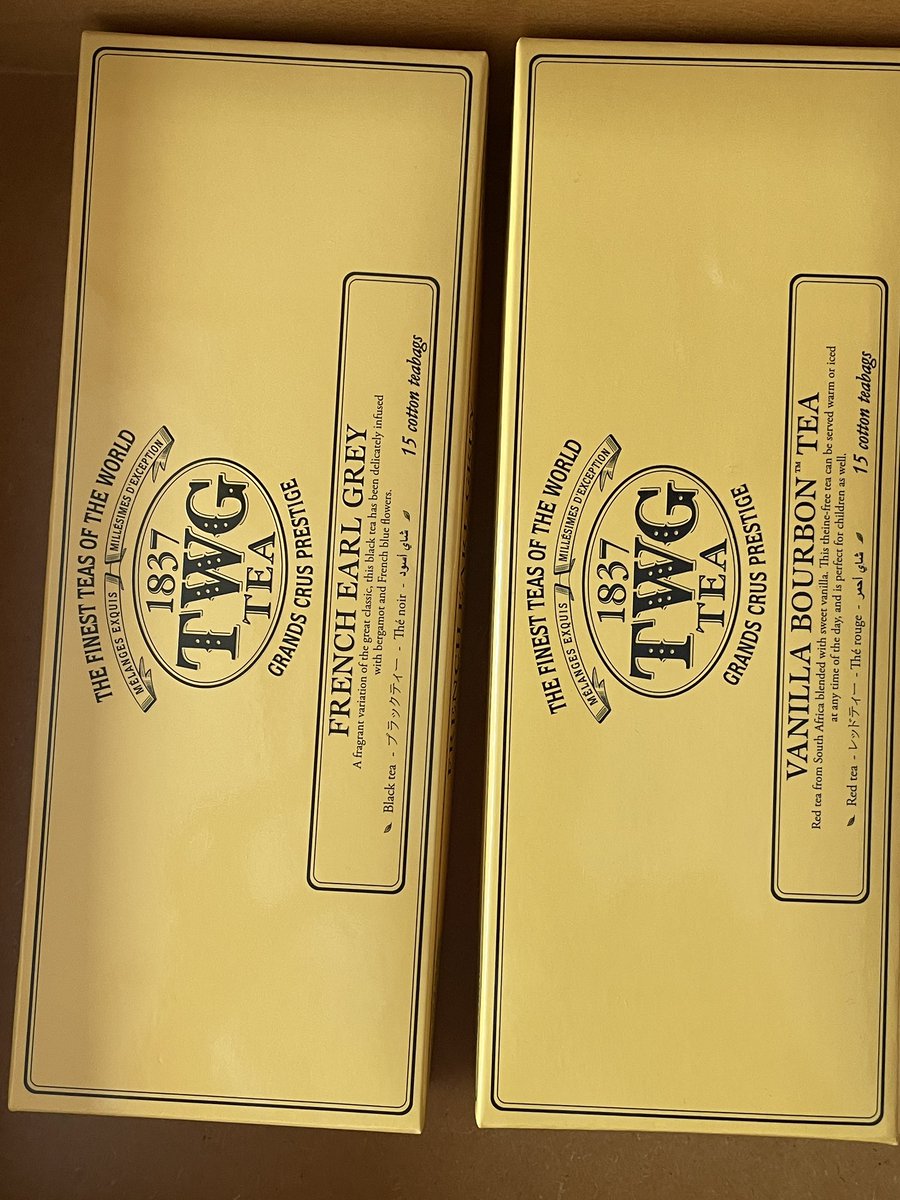 THE FINEST TEAS OF THE WORLD
MÉLANGES EXQUIS MILLÉSIMES D'EXCEPTION
1837
TWG
TEA
GRANDS CRUS PRESTIGE
FRENCH EARL GREY
A fragrant variation of the great classic, this black tea has been delicately infused
with bergamot and French blue flowers.
Black tea - ブラックティー - Thé noir - شاي أسود
15 cotton teabags
THE FINEST TEAS OF THE WORLD
MÉLANGES EXQUIS MILLÉSIMES D'EXCEPTION
1837
TWG
TEA
GRANDS CRUS PRESTIGE
VANILLA BOURBON™ TEA
Red tea from South Africa blended with sweet vanilla. This theine-free tea can be served warm or iced
at any time of the day, and is perfect for children as well.
Red tea - レッドティー - Thé rouge - شاي أحمر
15 cotton teabags